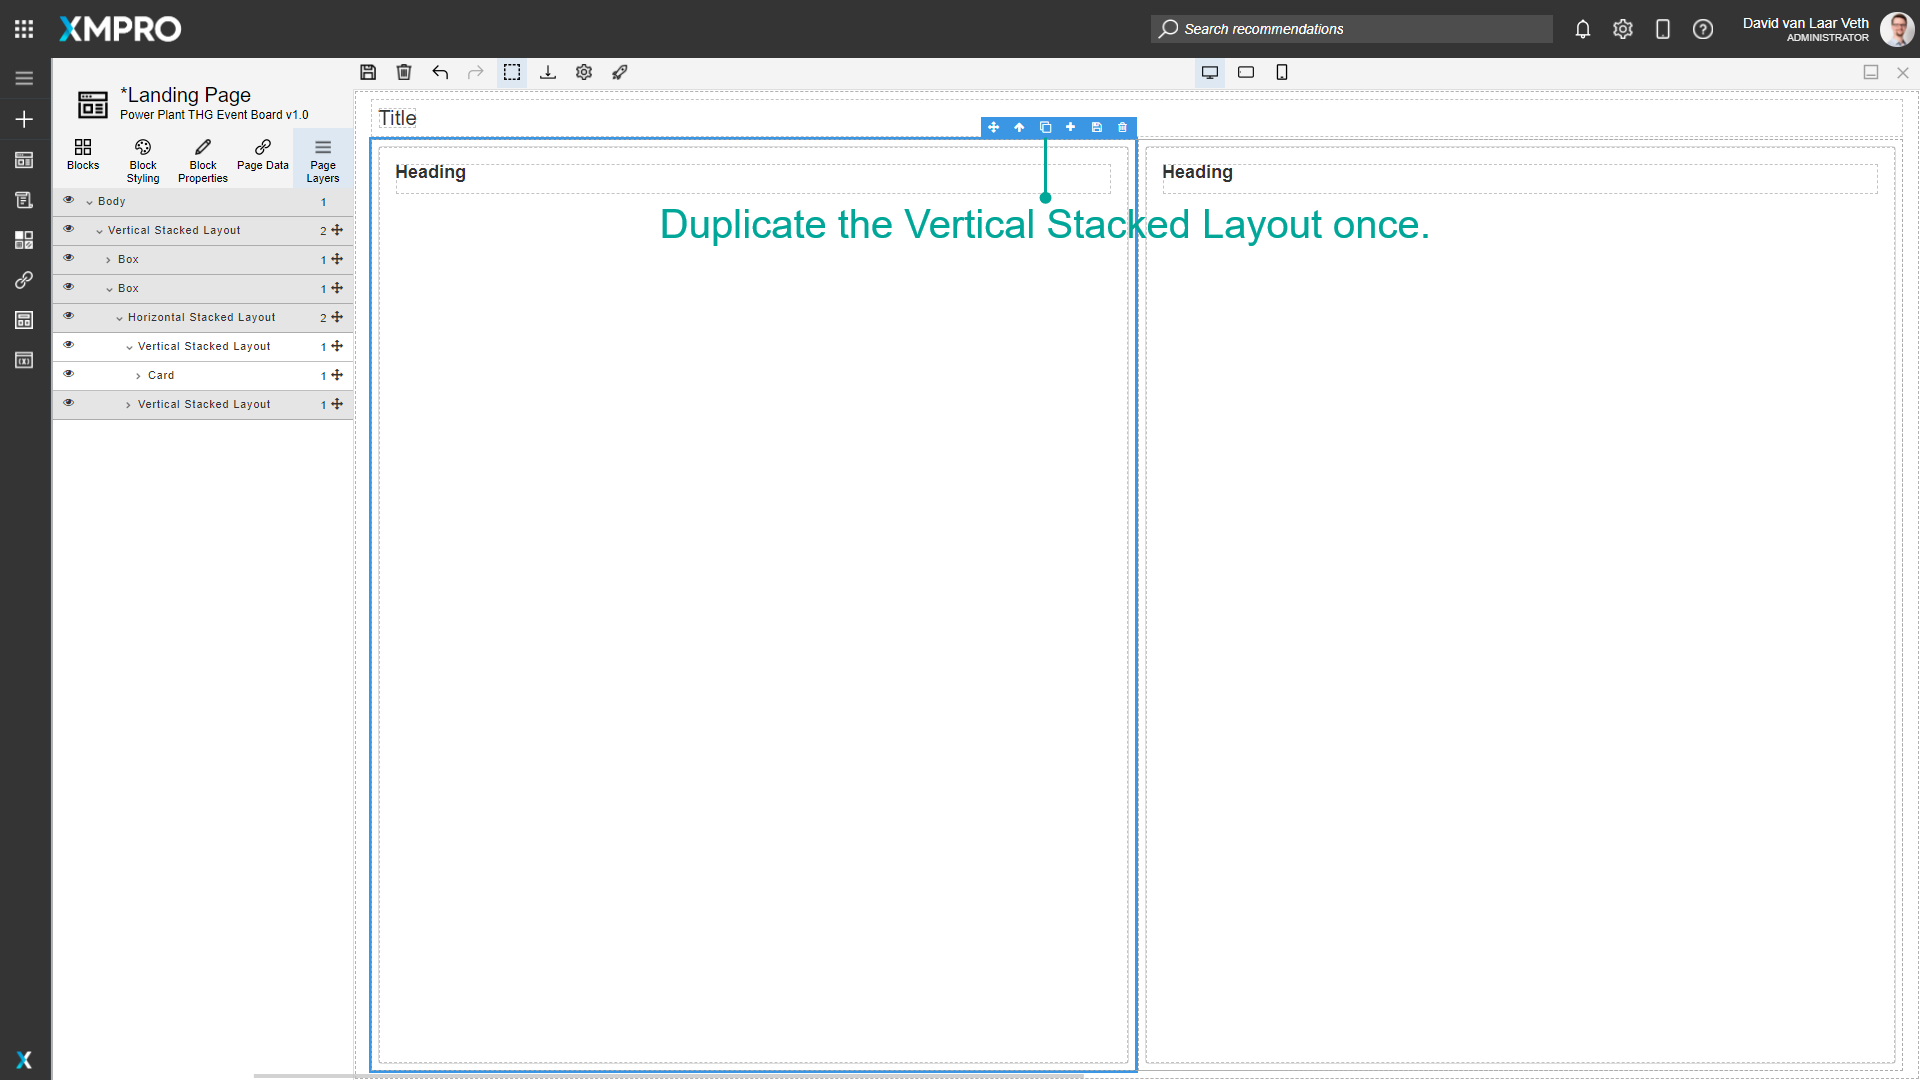 XMPRO
Search recommendations
David van Laar Veth
ADMINISTRATOR
*Landing Page
Power Plant THG Event Board v1.0
Blocks
Block Styling
Block Properties
Page Data
Page Layers
Body 1
Vertical Stacked Layout 2
Box 1
Box 1
Horizontal Stacked Layout 2
Vertical Stacked Layout 1
Card 1
Vertical Stacked Layout 1
Title
Heading
Heading
Duplicate the Vertical Stacked Layout once.
X